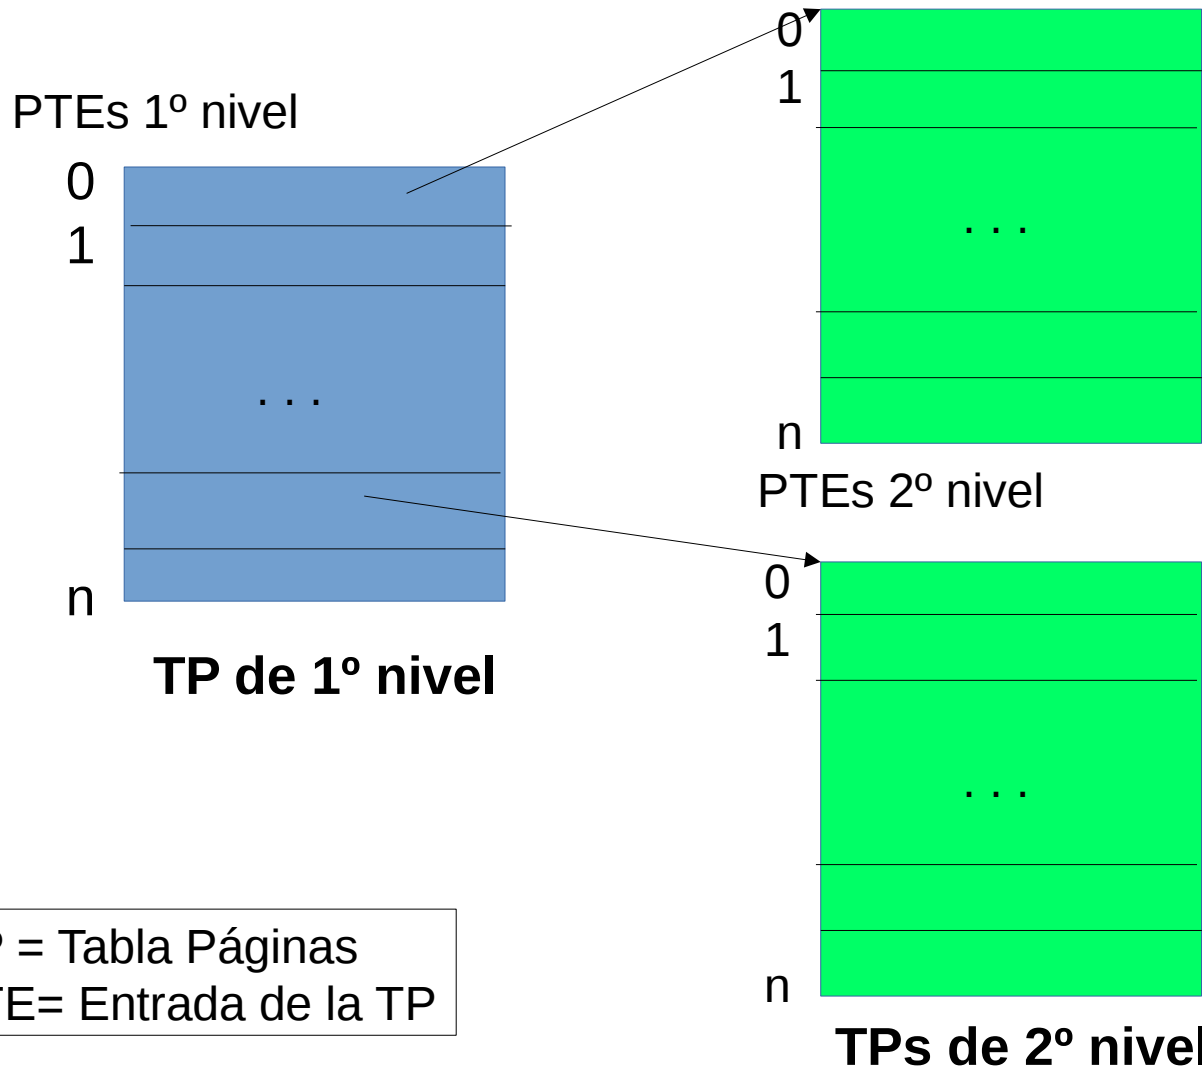 PTEs 1º nivel
0
1
. . .
n
TP de 1º nivel
0
1
. . .
n
PTEs 2º nivel
0
1
. . .
n
TPs de 2º nivel
= Tabla Páginas
E= Entrada de la TP